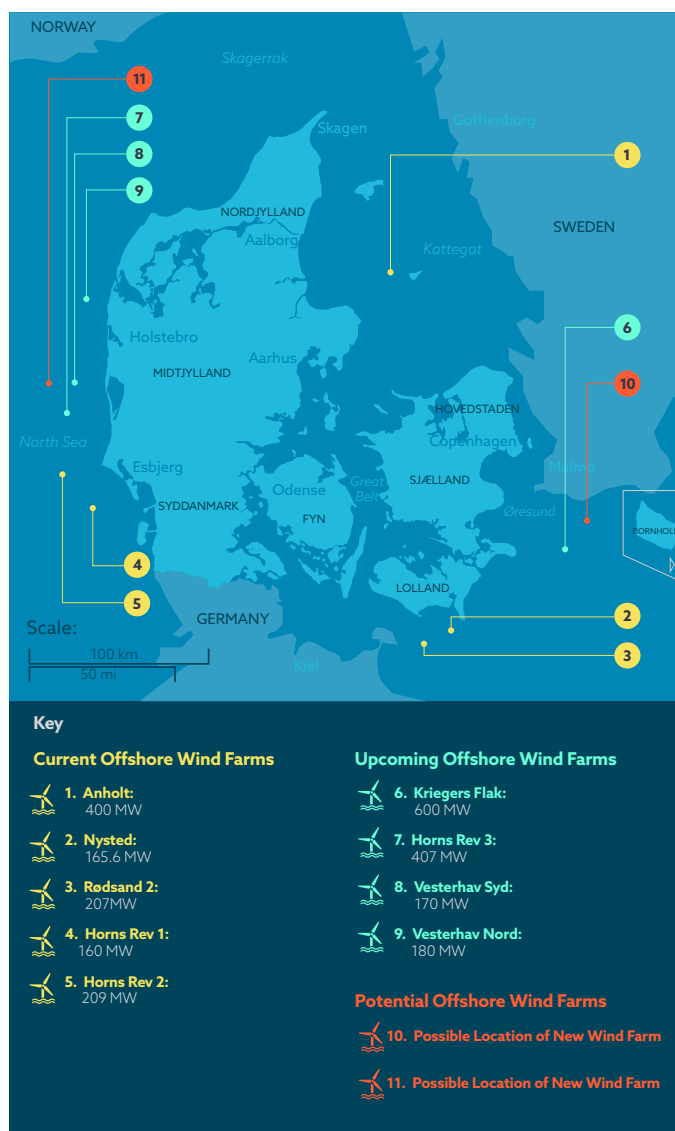 NORWAY
Skagerrak
11
7
8
9
Skagen
Gothenburg
1
NORDJYLLAND
Aalborg
Kattegat
SWEDEN
6
Holstebro
Aarhus
MIDTJYLLAND
10
HOVEDSTADEN
Copenhagen
North Sea
Esbjerg
Malmö
Odense
Great
Belt
SJÆLLAND
SYDDANMARK
FYN
Øresund
BORNHOL
4
5
LOLLAND
GERMANY
2
3
Scale:
100 km
50 mi
Kiel
Key
Current Offshore Wind Farms
1. Anholt:
400 MW
2. Nysted:
165.6 MW
3. Rødsand 2:
207MW
4. Horns Rev 1:
160 MW
5. Horns Rev 2:
209 MW
Upcoming Offshore Wind Farms
6. Kriegers Flak:
600 MW
7. Horns Rev 3:
407 MW
8. Vesterhav Syd:
170 MW
9. Vesterhav Nord:
180 MW
Potential Offshore Wind Farms
10. Possible Location of New Wind Farm
11. Possible Location of New Wind Farm